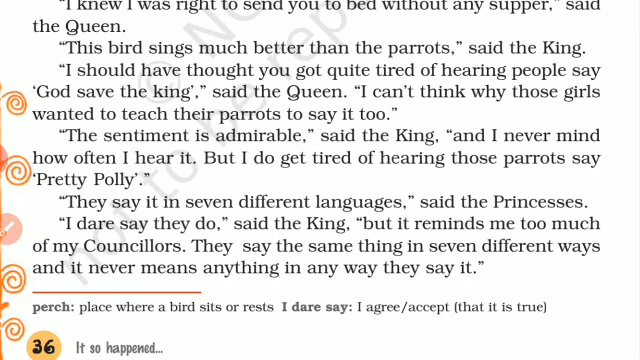 "I knew I was right to send you to bed without any supper," said
the Queen.
"This bird sings much better than the parrots," said the King.
"I should have thought you got quite tired of hearing people say
'God save the king'," said the Queen. "I can't think why those girls
wanted to teach their parrots to say it too."
"The sentiment is admirable," said the King, "and I never mind
how often I hear it. But I do get tired of hearing those parrots say
'Pretty Polly'."
"They say it in seven different languages," said the Princesses.
"I dare say they do," said the King, "but it reminds me too much
of my Councillors. They say the same thing in seven different ways
and it never means anything in any way they say it."
perch: place where a bird sits or rests I dare say: I agree/accept (that it is true)
36 It so happened...